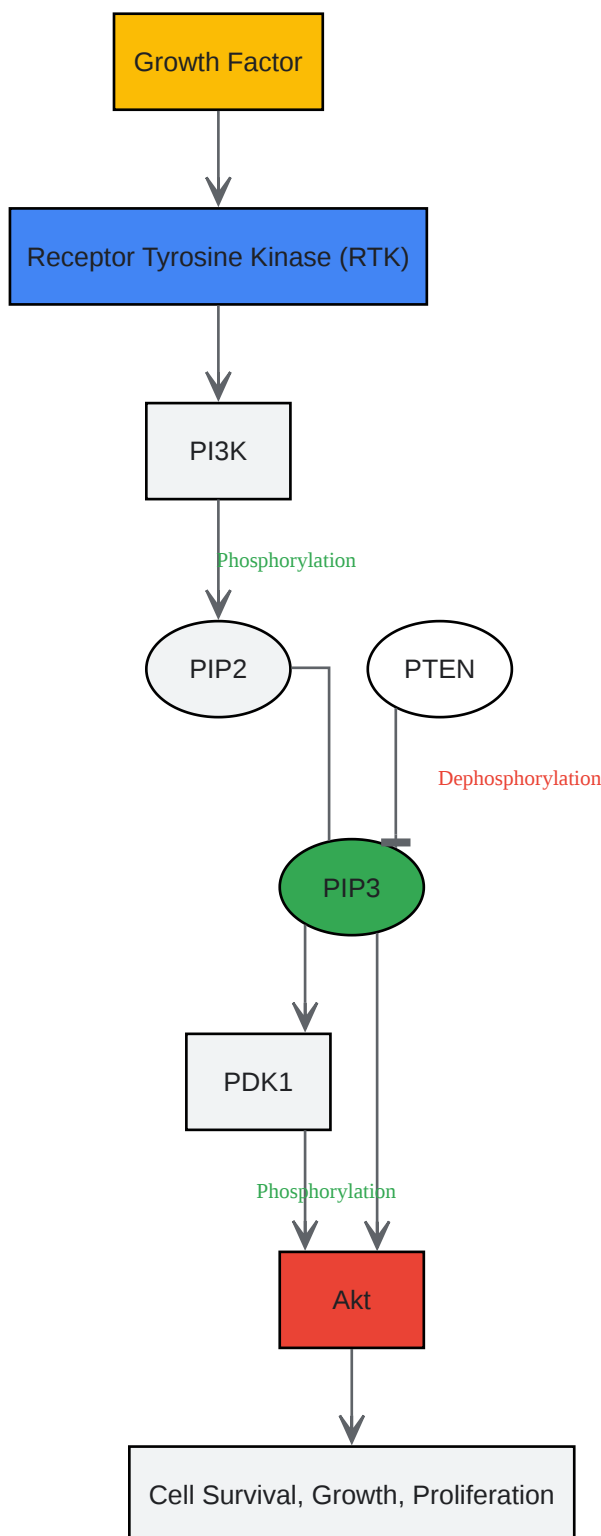 Growth Factor
Receptor Tyrosine Kinase (RTK)
PI3K
Phosphorylation
PIP2
PTEN
Dephosphorylation
PIP3
PDK1
Phosphorylation
Akt
Cell Survival, Growth, Proliferation